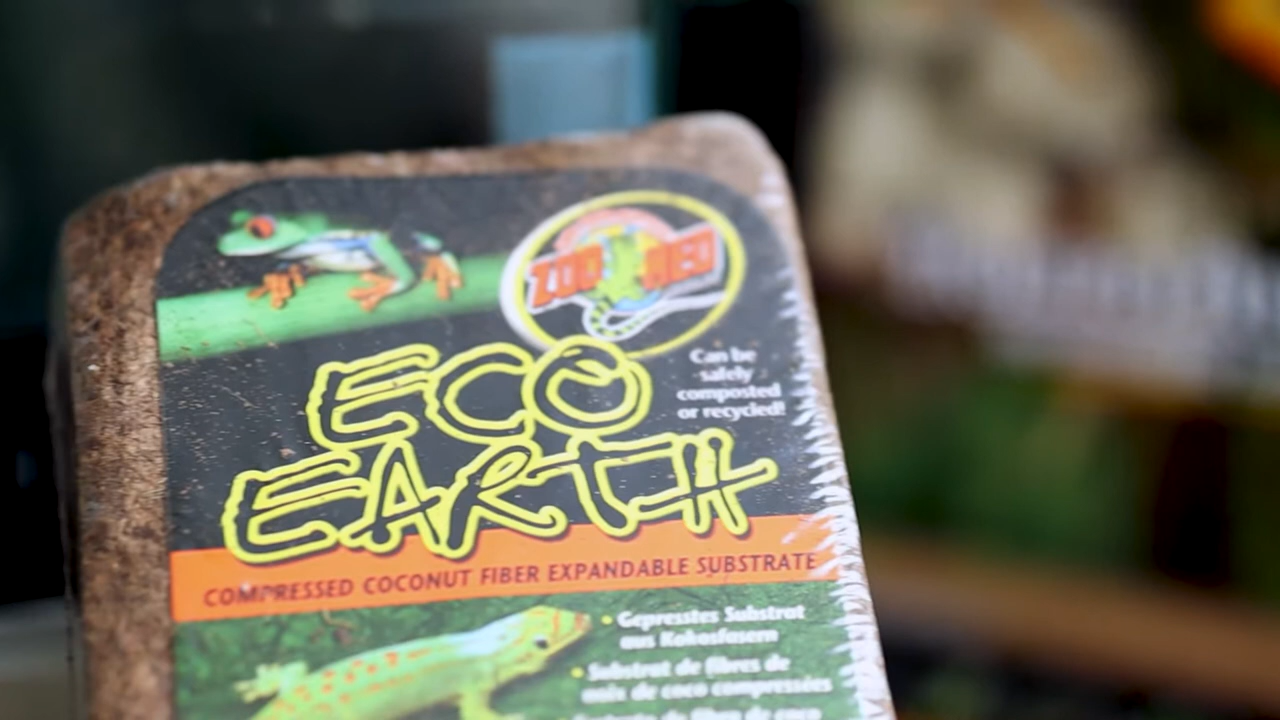 ZOO MED
ECO
EARTH
Can be
safely
composted
or recycled!
COMPRESSED COCONUT FIBER EXPANDABLE SUBSTRATE
• Gepresstes Substrat
aus Kokosfasern
• Substrat de fibres de
noix de coco compressées